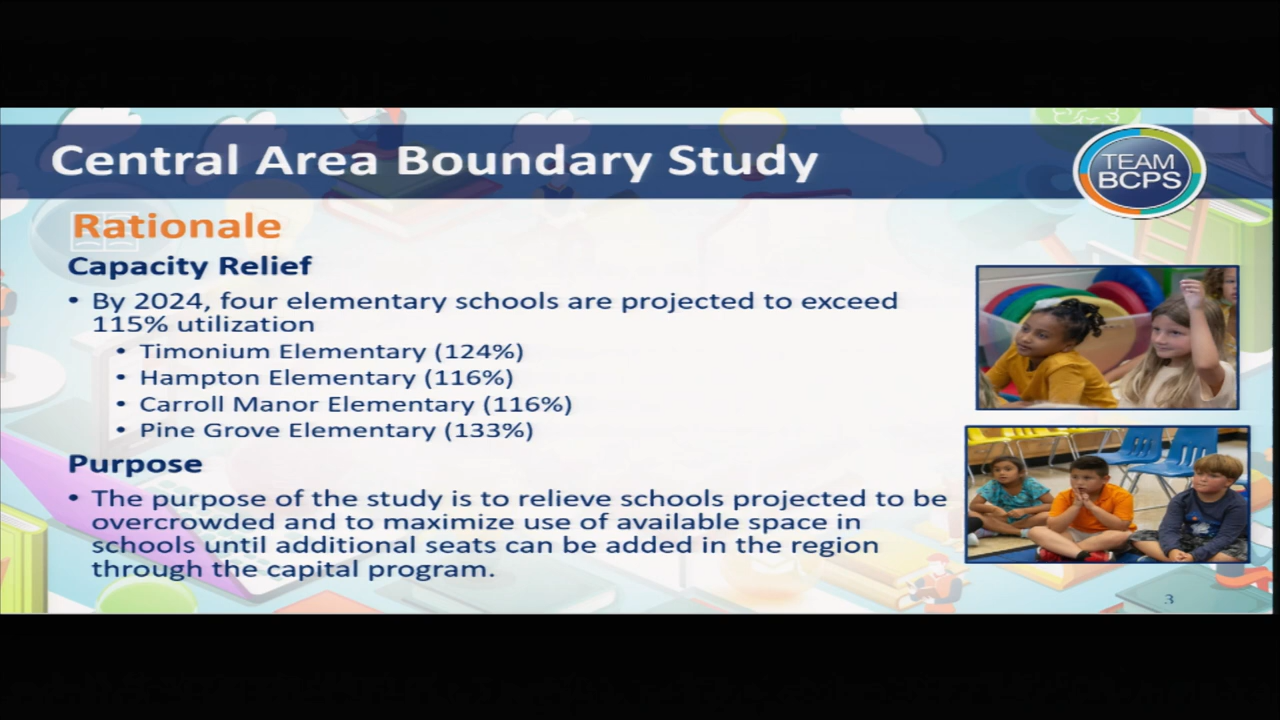 Central Area Boundary Study
TEAM
BCPS
Rationale
Capacity Relief
• By 2024, four elementary schools are projected to exceed
115% utilization
• Timonium Elementary (124%)
• Hampton Elementary (116%)
• Carroll Manor Elementary (116%)
• Pine Grove Elementary (133%)
Purpose
• The purpose of the study is to relieve schools projected to be
overcrowded and to maximize use of available space in
schools until additional seats can be added in the region
through the capital program.
3